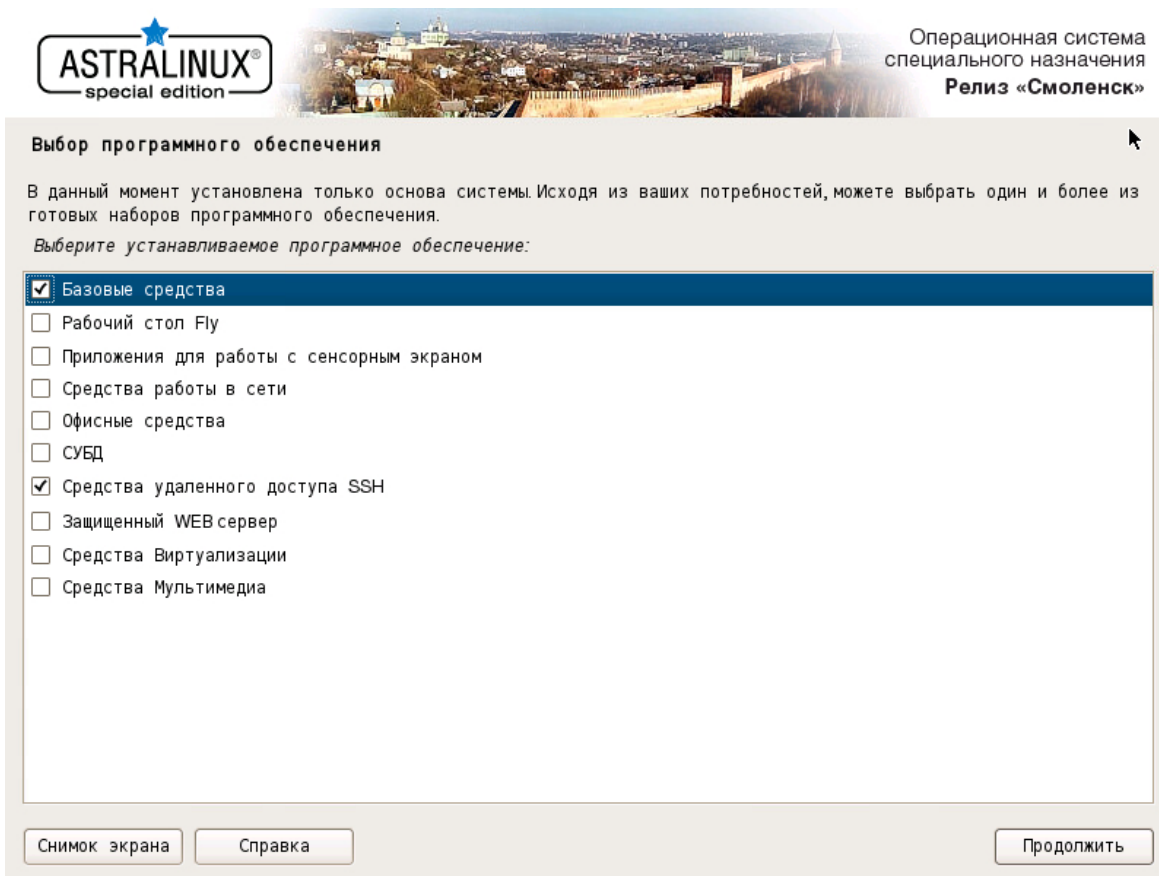 ASTRALINUX®
special edition
Операционная система
специального назначения
Релиз «Смоленск»
Выбор программного обеспечения
В данный момент установлена только основа системы. Исходя из ваших потребностей, можете выбрать один и более из
готовых наборов программного обеспечения.
Выберите устанавливаемое программное обеспечение:
Базовые средства
Рабочий стол Fly
Приложения для работы с сенсорным экраном
Средства работы в сети
Офисные средства
СУБД
Средства удаленного доступа SSH
Защищенный WEB сервер
Средства Виртуализации
Средства Мультимедиа
Снимок экрана
Справка
Продолжить